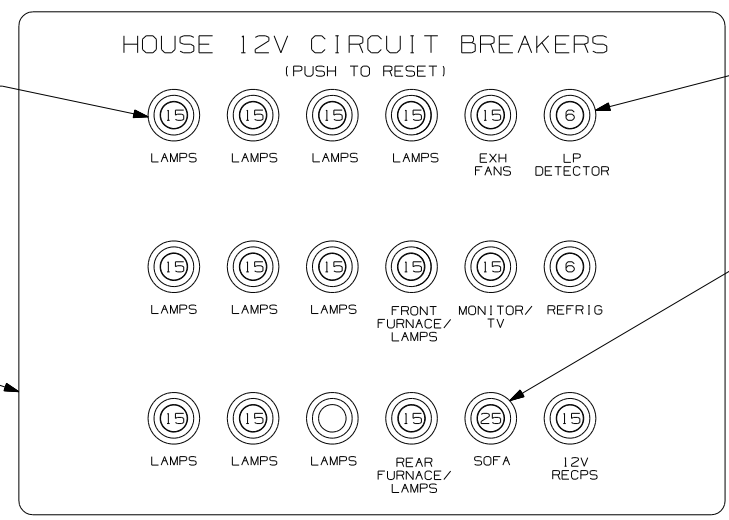 HOUSE 12V CIRCUIT BREAKERS
(PUSH TO RESET)
15 15 15 15 15 6
LAMPS LAMPS LAMPS LAMPS EXH FANS LP DETECTOR
15 15 15 15 15 6
LAMPS LAMPS LAMPS FRONT FURNACE/ LAMPS MONITOR/ TV REFRIG
15 15 15 25 15
LAMPS LAMPS LAMPS REAR FURNACE/ LAMPS SOFA 12V RECPS